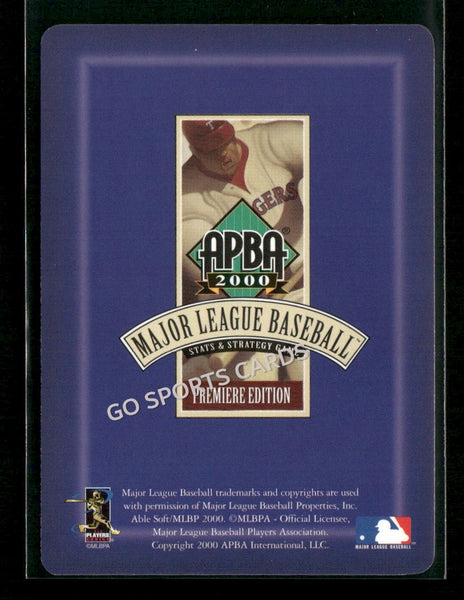 T
GERS
APBA®
2000
MAJOR LEAGUE BASEBALL™
STATS & STRATEGY GAME
GO SPORTS CARDS
PREMIERE EDITION
Major League Baseball trademarks and copyrights are used
with permission of Major League Baseball Properties, Inc.
Able Soft/MLBP 2000. ©MLBPA - Official Licensee,
Major League Baseball Players Association.
Copyright 2000 APBA International, LLC.
PLAYERS
CHOICE
©MLBPA
MAJOR LEAGUE BASEBALL